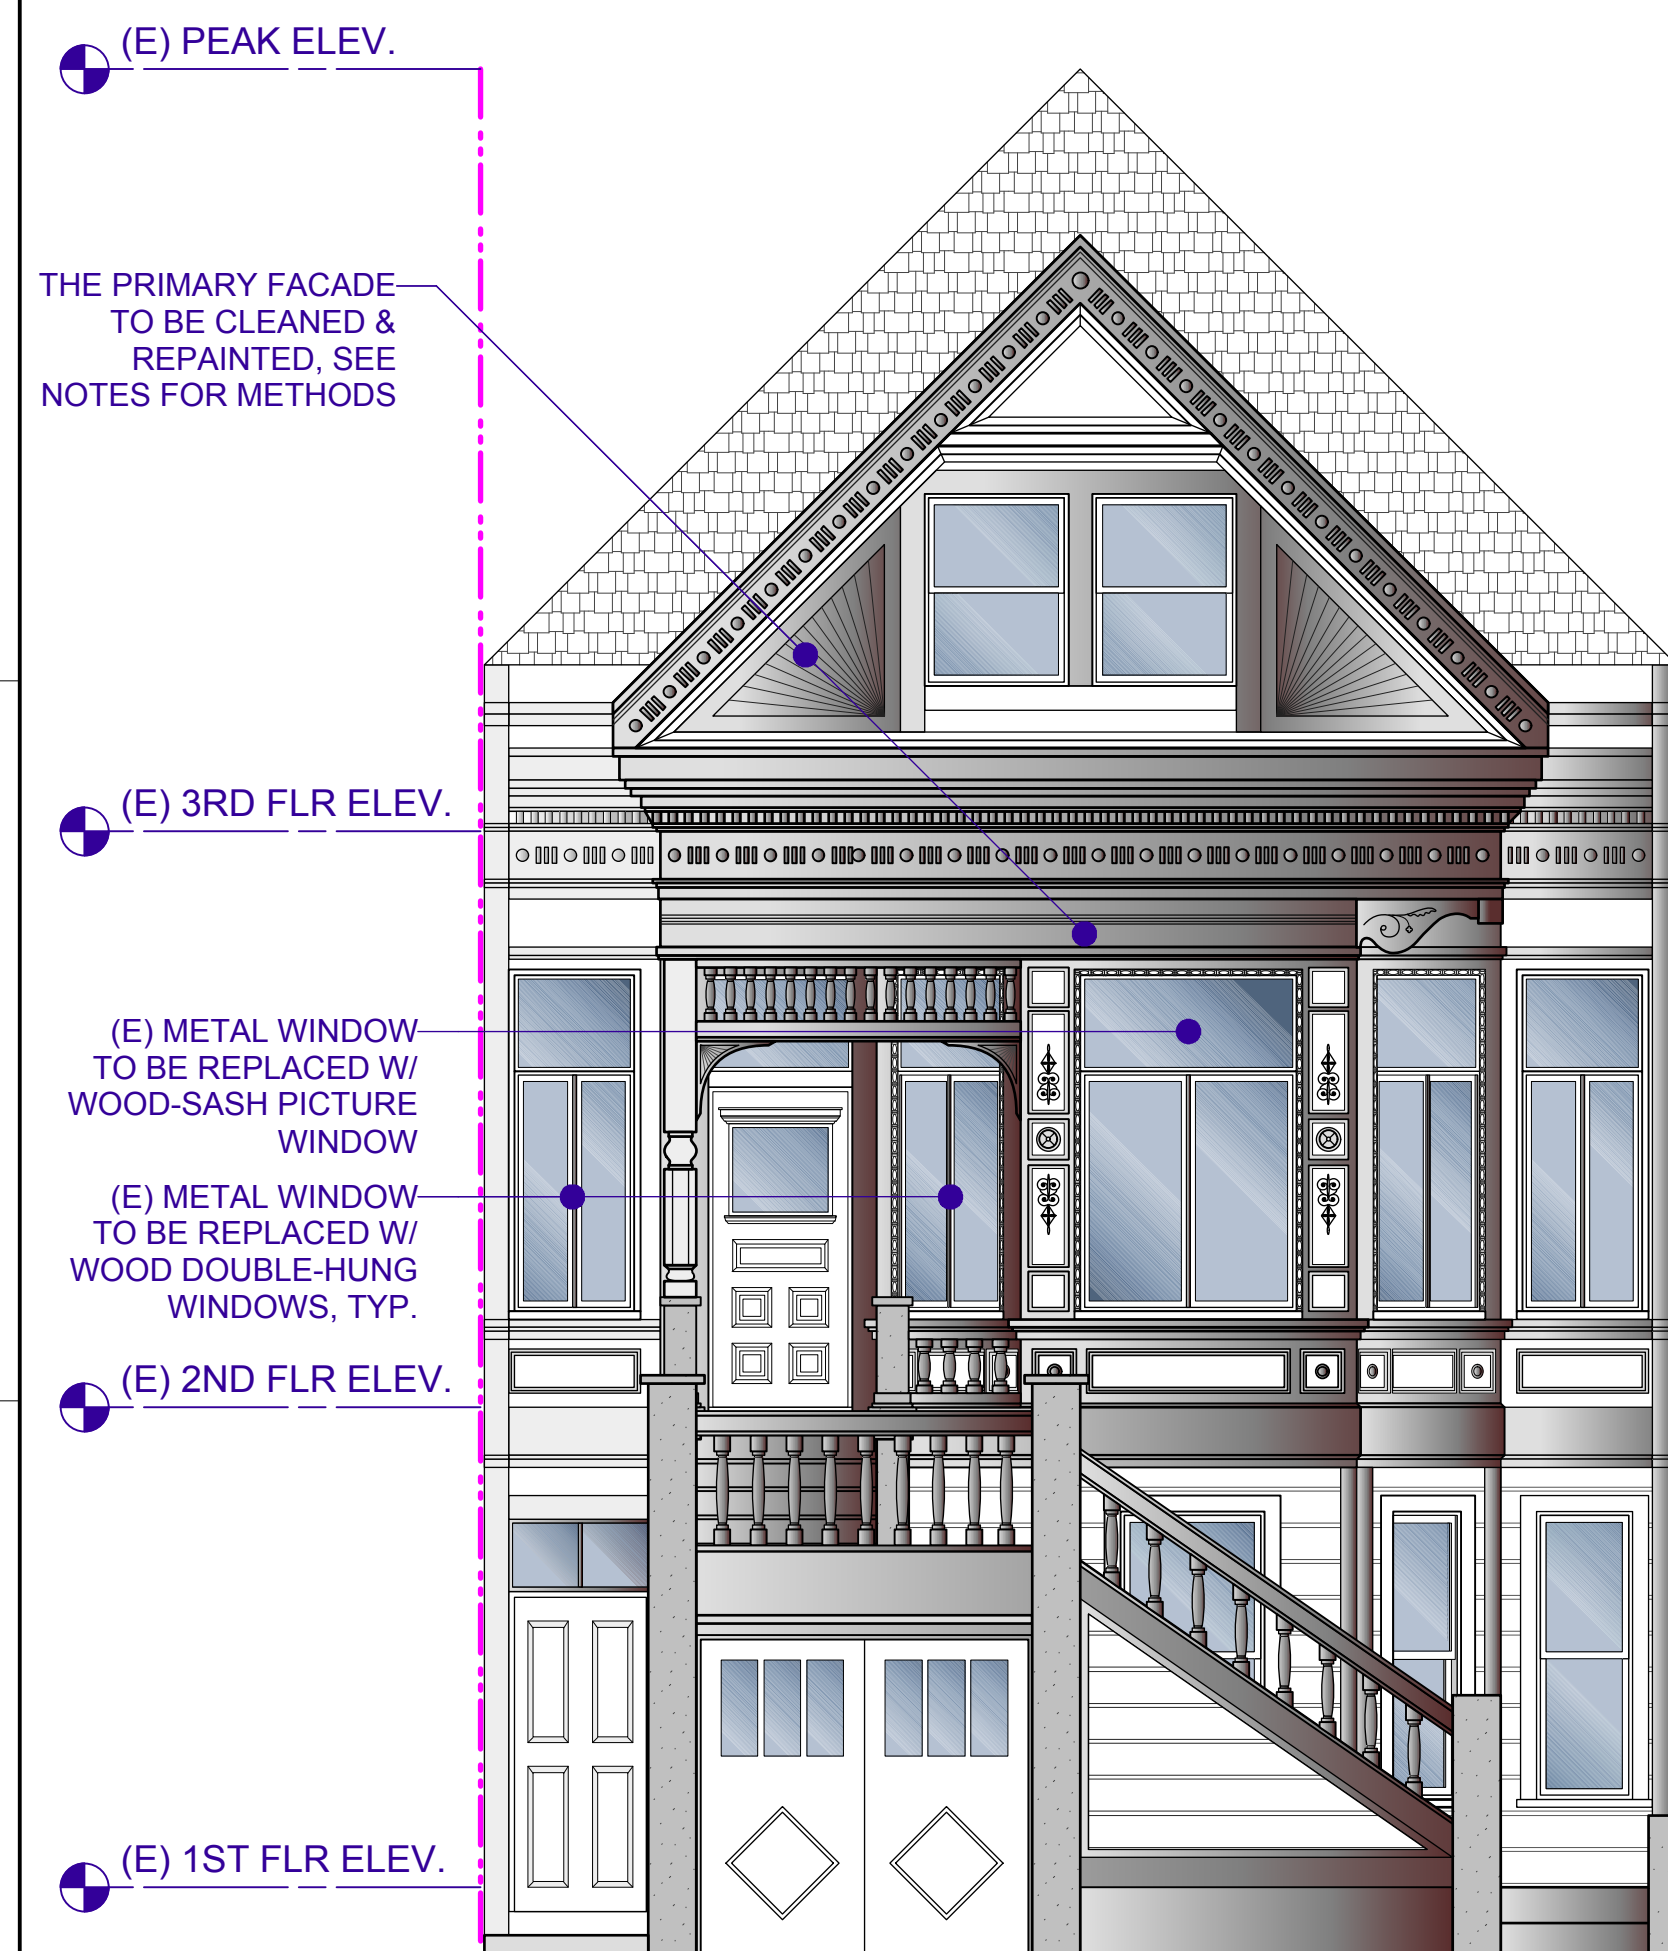 (E) PEAK ELEV.
THE PRIMARY FACADE
TO BE CLEANED &
REPAINTED, SEE
NOTES FOR METHODS
(E) 3RD FLR ELEV.
(E) METAL WINDOW
TO BE REPLACED W/
WOOD-SASH PICTURE
WINDOW
(E) METAL WINDOW
TO BE REPLACED W/
WOOD DOUBLE-HUNG
WINDOWS, TYP.
(E) 2ND FLR ELEV.
(E) 1ST FLR ELEV.